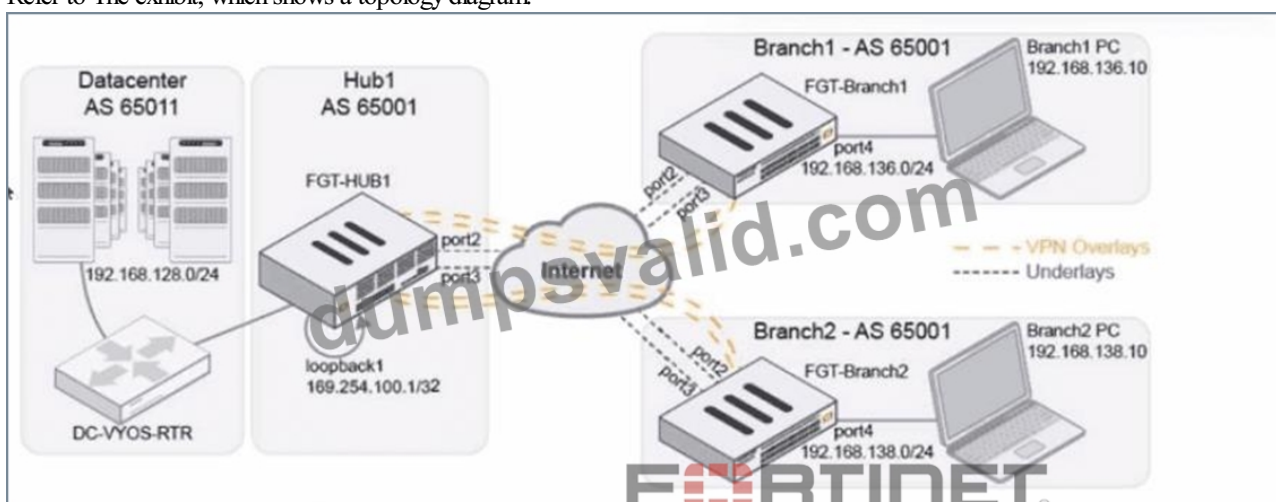 Refer to The exhibit, which shows a topology diagram.
Datacenter
AS 65011
192.168.128.0/24
DC-VYOS-RTR
Hub1
AS 65001
FGT-HUB1
port2
port3
loopback1
169.254.100.1/32
Internet
Branch1 - AS 65001
FGT-Branch1
Branch1 PC
192.168.136.10
port4
192.168.136.0/24
port2
port3
VPN Overlays
Underlays
Branch2 - AS 65001
FGT-Branch2
Branch2 PC
192.168.138.10
port2
port3
port4
192.168.138.0/24
dumpsvalid.com
FORTINET